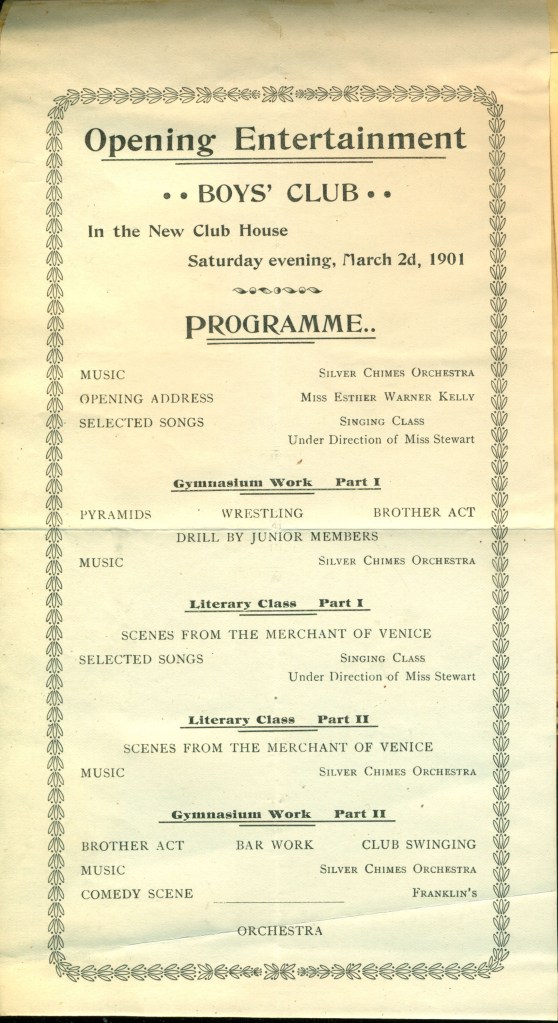 Opening Entertainment
•• BOYS' CLUB ••
In the New Club House
Saturday evening, March 2d, 1901
PROGRAMME..
MUSIC SILVER CHIMES ORCHESTRA
OPENING ADDRESS MISS ESTHER WARNER KELLY
SELECTED SONGS SINGING CLASS
Under Direction of Miss Stewart
Gymnasium Work Part I
PYRAMIDS WRESTLING BROTHER ACT
DRILL BY JUNIOR MEMBERS
MUSIC SILVER CHIMES ORCHESTRA
Literary Class Part I
SCENES FROM THE MERCHANT OF VENICE
SELECTED SONGS SINGING CLASS
Under Direction of Miss Stewart
Literary Class Part II
SCENES FROM THE MERCHANT OF VENICE
MUSIC SILVER CHIMES ORCHESTRA
Gymnasium Work Part II
BROTHER ACT BAR WORK CLUB SWINGING
MUSIC SILVER CHIMES ORCHESTRA
COMEDY SCENE FRANKLIN'S
ORCHESTRA